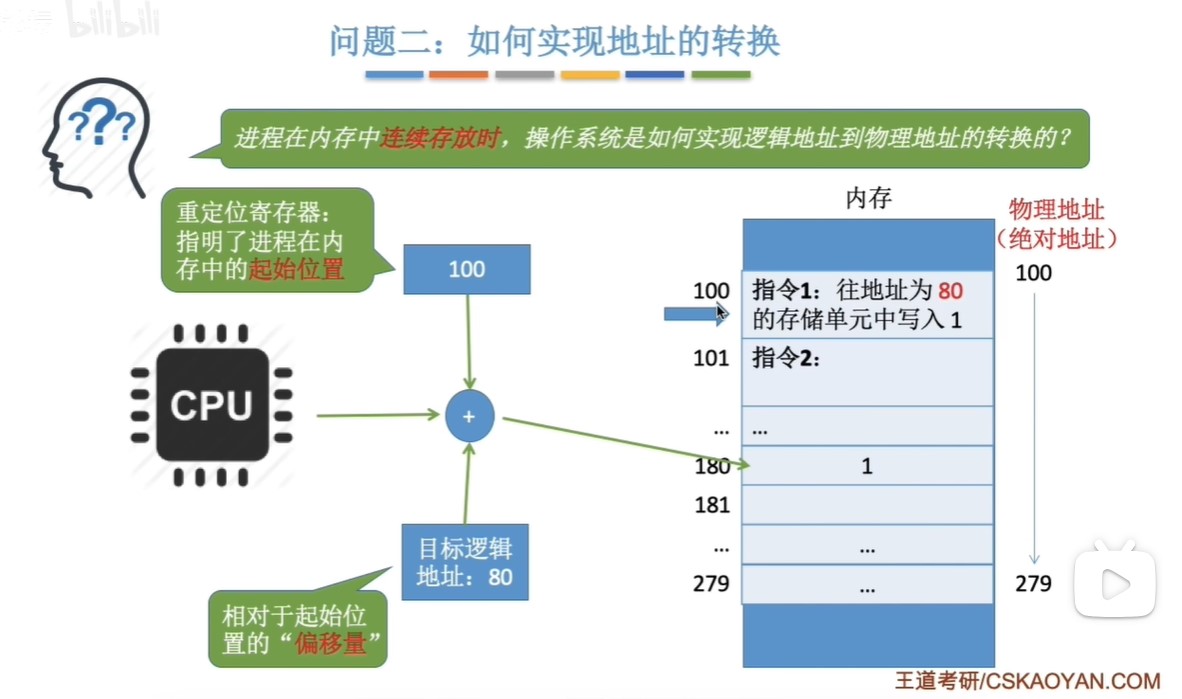 bilibili
问题二：如何实现地址的转换
???
进程在内存中连续存放时，操作系统是如何实现逻辑地址到物理地址的转换的？
重定位寄存器：
指明了进程在内
存中的起始位置
100
CPU
+
目标逻辑
地址：80
相对于起始位
置的“偏移量”
内存
物理地址
（绝对地址）
100
279
100
指令1：往地址为 80
的存储单元中写入 1
101
指令2：
...
...
180
1
181
...
...
279
...
王道考研/CSKAOYAN.COM